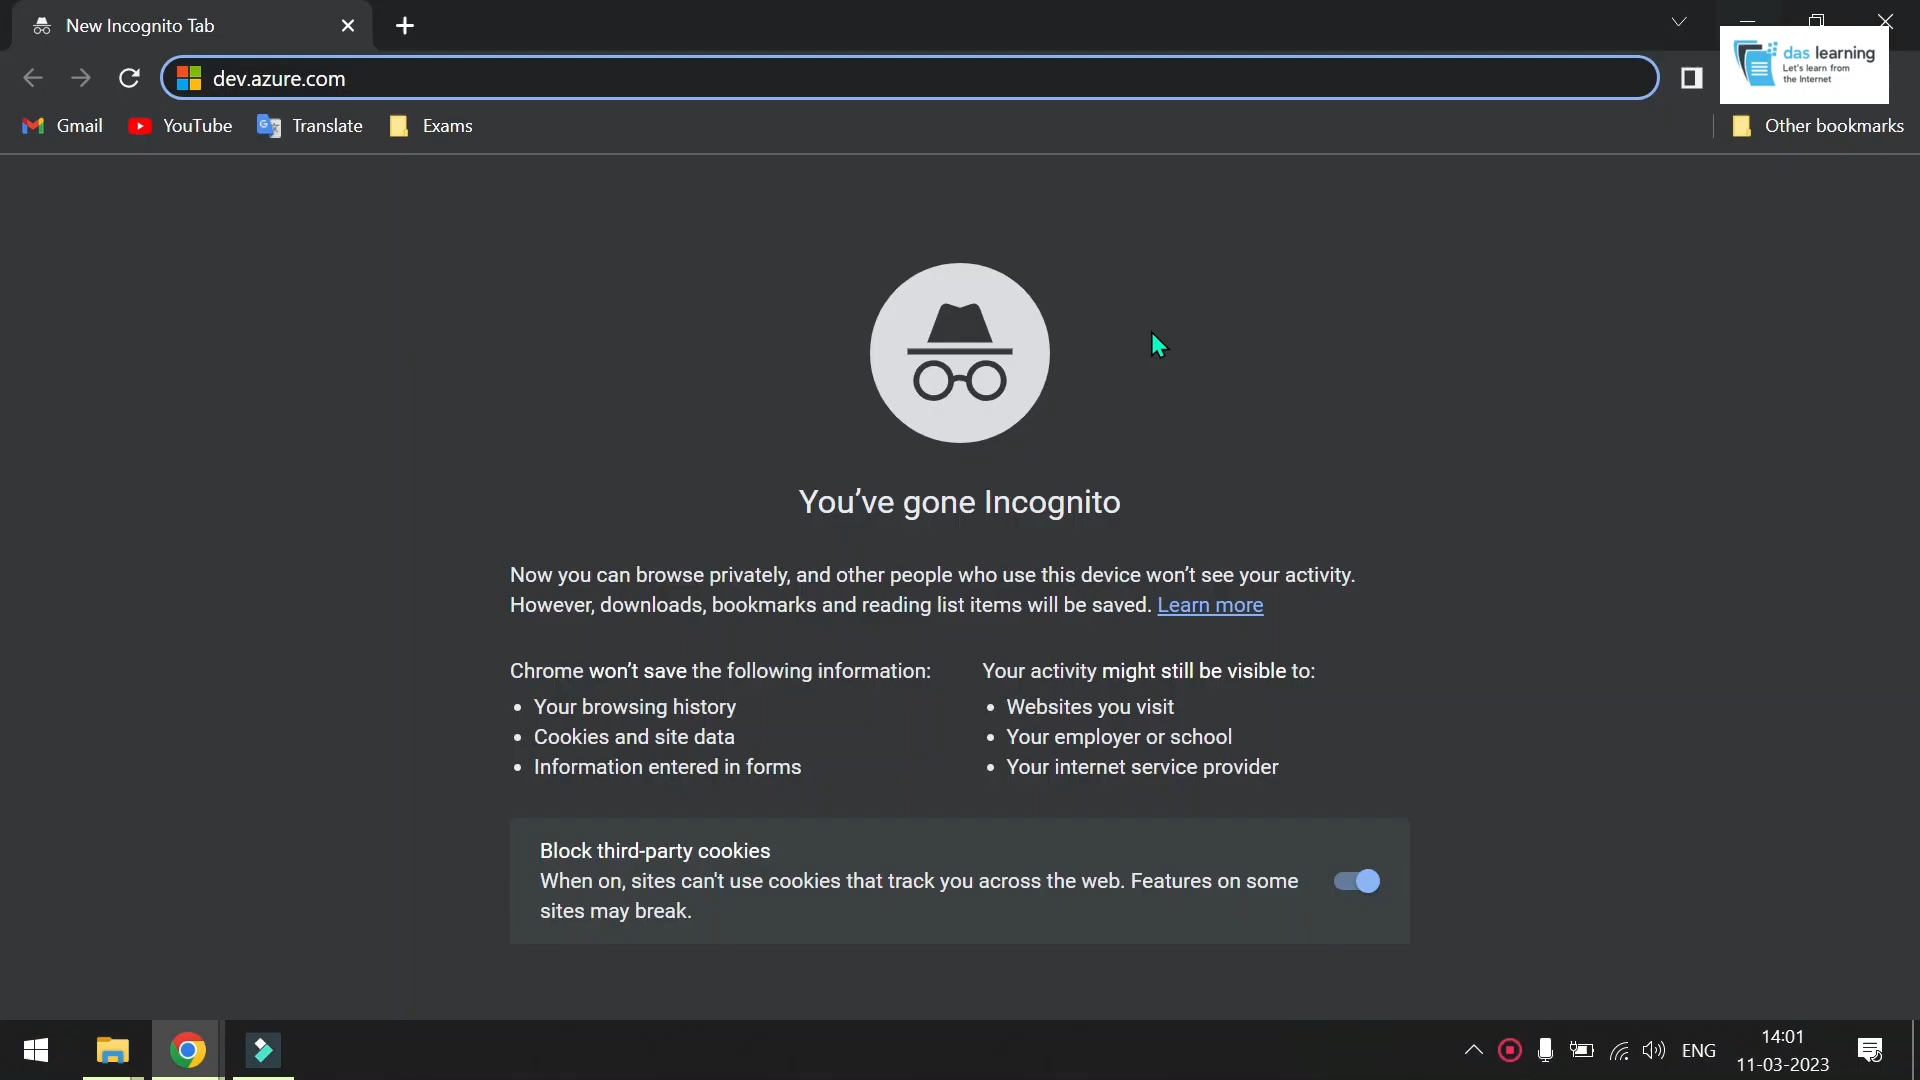 New Incognito Tab
dev.azure.com
das learning
Let's learn from
the Internet
Gmail
YouTube
Translate
Exams
Other bookmarks
You've gone Incognito
Now you can browse privately, and other people who use this device won't see your activity.
However, downloads, bookmarks and reading list items will be saved. Learn more
Chrome won't save the following information:
• Your browsing history
• Cookies and site data
• Information entered in forms
Your activity might still be visible to:
• Websites you visit
• Your employer or school
• Your internet service provider
Block third-party cookies
When on, sites can't use cookies that track you across the web. Features on some
sites may break.
ENG
14:01
11-03-2023